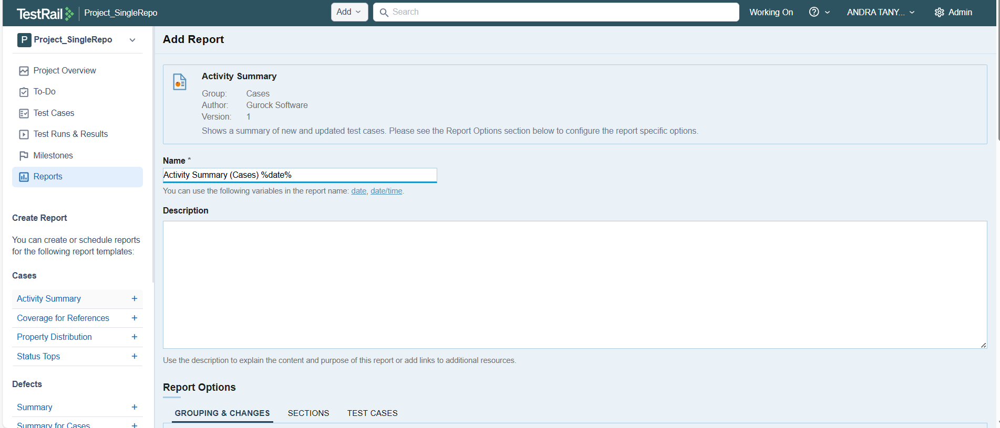 TestRail
Project_SingleRepo
Add
Search
Working On
ANDRA TANY...
Admin
P Project_SingleRepo
Project Overview
To-Do
Test Cases
Test Runs & Results
Milestones
Reports
Create Report
You can create or schedule reports
for the following report templates:
Cases
Activity Summary +
Coverage for References +
Property Distribution +
Status Tops +
Defects
Summary +
Summary for Cases +
Add Report
Activity Summary
Group: Cases
Author: Gurock Software
Version: 1
Shows a summary of new and updated test cases. Please see the Report Options section below to configure the report specific options.
Name *
Activity Summary (Cases) %date%
You can use the following variables in the report name: date, date/time.
Description
Use the description to explain the content and purpose of this report or add links to additional resources.
Report Options
GROUPING & CHANGES SECTIONS TEST CASES